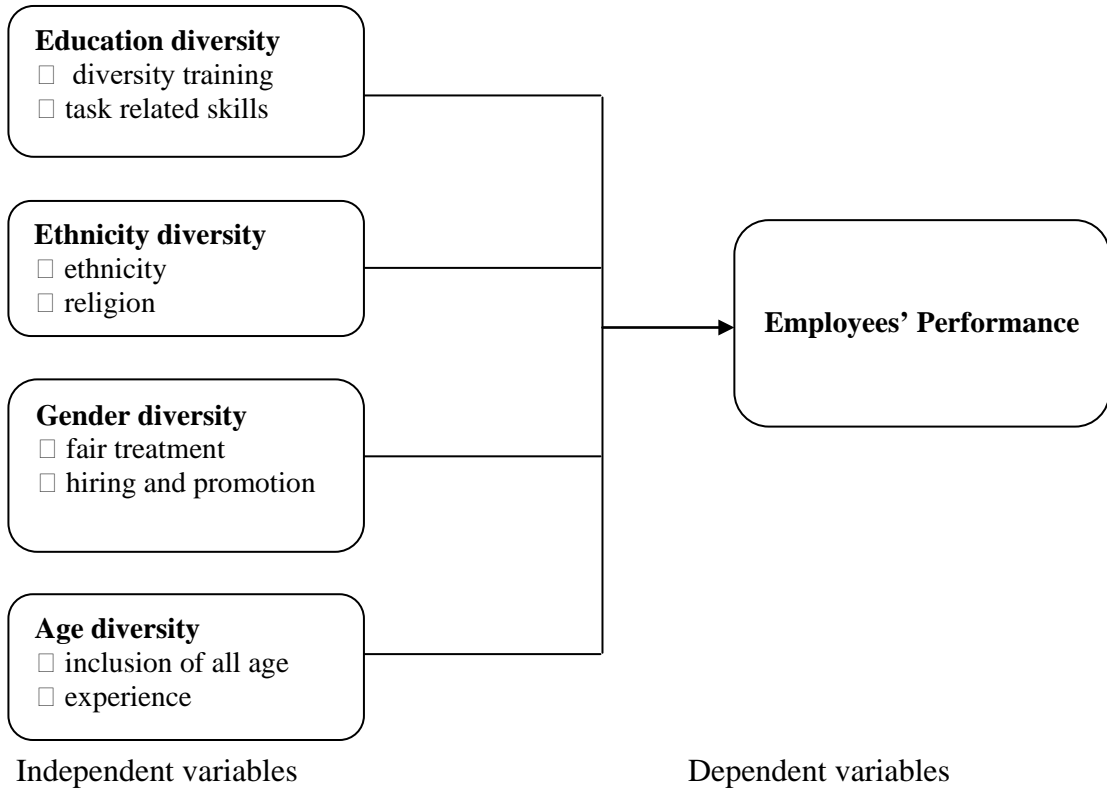 Education diversity
□ diversity training
□ task related skills
Ethnicity diversity
□ ethnicity
□ religion
Gender diversity
□ fair treatment
□ hiring and promotion
Age diversity
□ inclusion of all age
□ experience
Employees’ Performance
Independent variables
Dependent variables